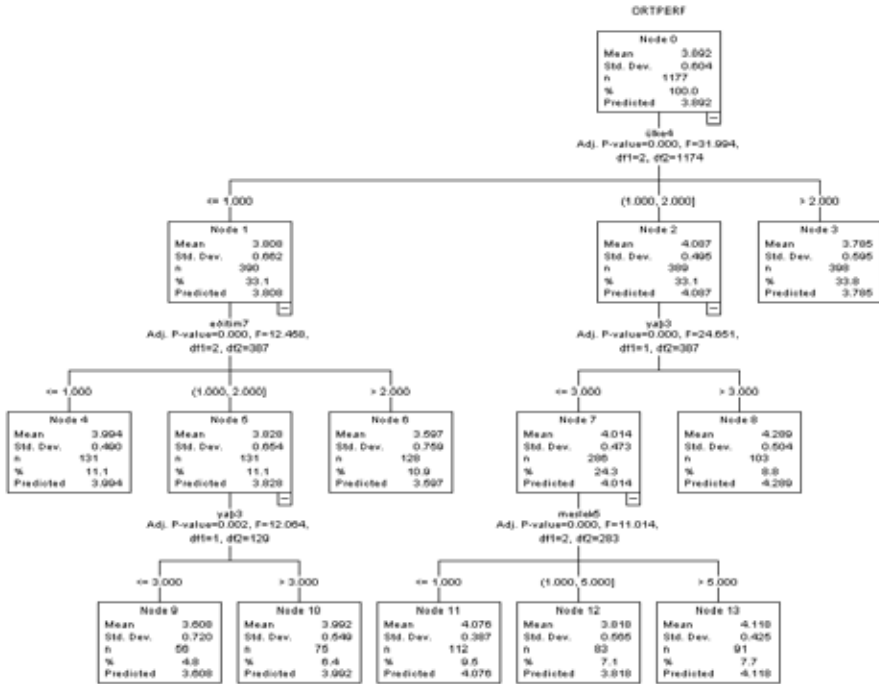 ORTPERF
Node 0
Mean 3.892
Std. Dev. 0.604
n 1177
% 100.0
Predicted 3.892
ülke4
Adj. P-value=0.000, F=31.994,
df1=2, df2=1174
<= 1.000
(1.000, 2.000]
> 2.000
Node 1
Mean 3.808
Std. Dev. 0.662
n 390
% 33.1
Predicted 3.808
Node 2
Mean 4.087
Std. Dev. 0.495
n 389
% 33.1
Predicted 4.087
Node 3
Mean 3.785
Std. Dev. 0.595
n 398
% 33.8
Predicted 3.785
eðitim7
Adj. P-value=0.000, F=12.458,
df1=2, df2=387
yaþ3
Adj. P-value=0.000, F=24.651,
df1=1, df2=387
<= 1.000
(1.000, 2.000]
> 2.000
<= 3.000
> 3.000
Node 4
Mean 3.994
Std. Dev. 0.490
n 131
% 11.1
Predicted 3.994
Node 5
Mean 3.828
Std. Dev. 0.654
n 131
% 11.1
Predicted 3.828
Node 6
Mean 3.597
Std. Dev. 0.759
n 128
% 10.9
Predicted 3.597
Node 7
Mean 4.014
Std. Dev. 0.473
n 286
% 24.3
Predicted 4.014
Node 8
Mean 4.289
Std. Dev. 0.504
n 103
% 8.8
Predicted 4.289
yaþ3
Adj. P-value=0.002, F=12.064,
df1=1, df2=129
meslek5
Adj. P-value=0.000, F=11.014,
df1=2, df2=283
<= 3.000
> 3.000
<= 1.000
(1.000, 5.000]
> 5.000
Node 9
Mean 3.608
Std. Dev. 0.720
n 56
% 4.8
Predicted 3.608
Node 10
Mean 3.992
Std. Dev. 0.549
n 75
% 6.4
Predicted 3.992
Node 11
Mean 4.076
Std. Dev. 0.387
n 112
% 9.5
Predicted 4.076
Node 12
Mean 3.818
Std. Dev. 0.565
n 83
% 7.1
Predicted 3.818
Node 13
Mean 4.118
Std. Dev. 0.425
n 91
% 7.7
Predicted 4.118